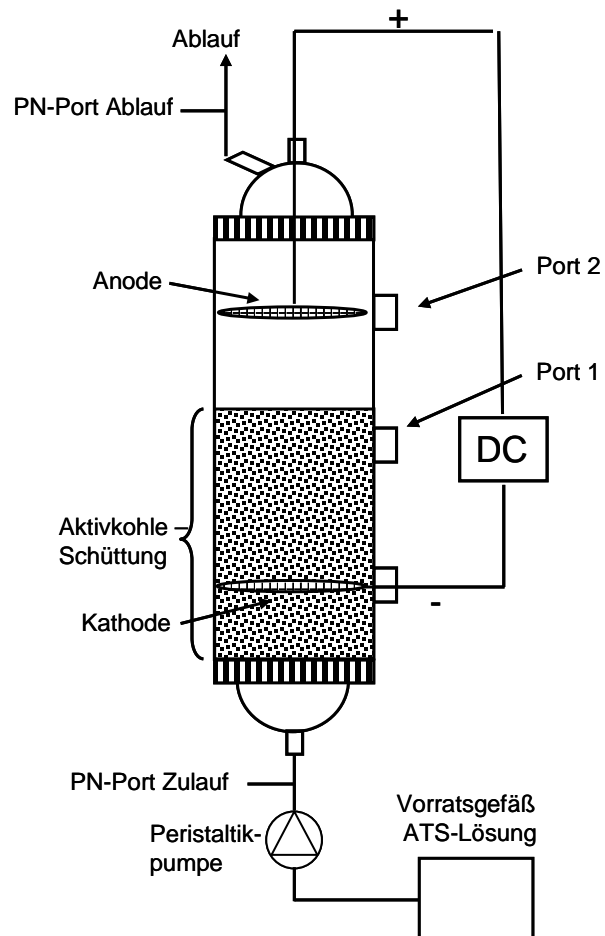 +
Ablauf
PN-Port Ablauf
Port 2
Anode
Port 1
DC
Aktivkohle –
Schüttung
-
Kathode
PN-Port Zulauf
Vorratsgefäß
ATS-Lösung
Peristaltik-
pumpe